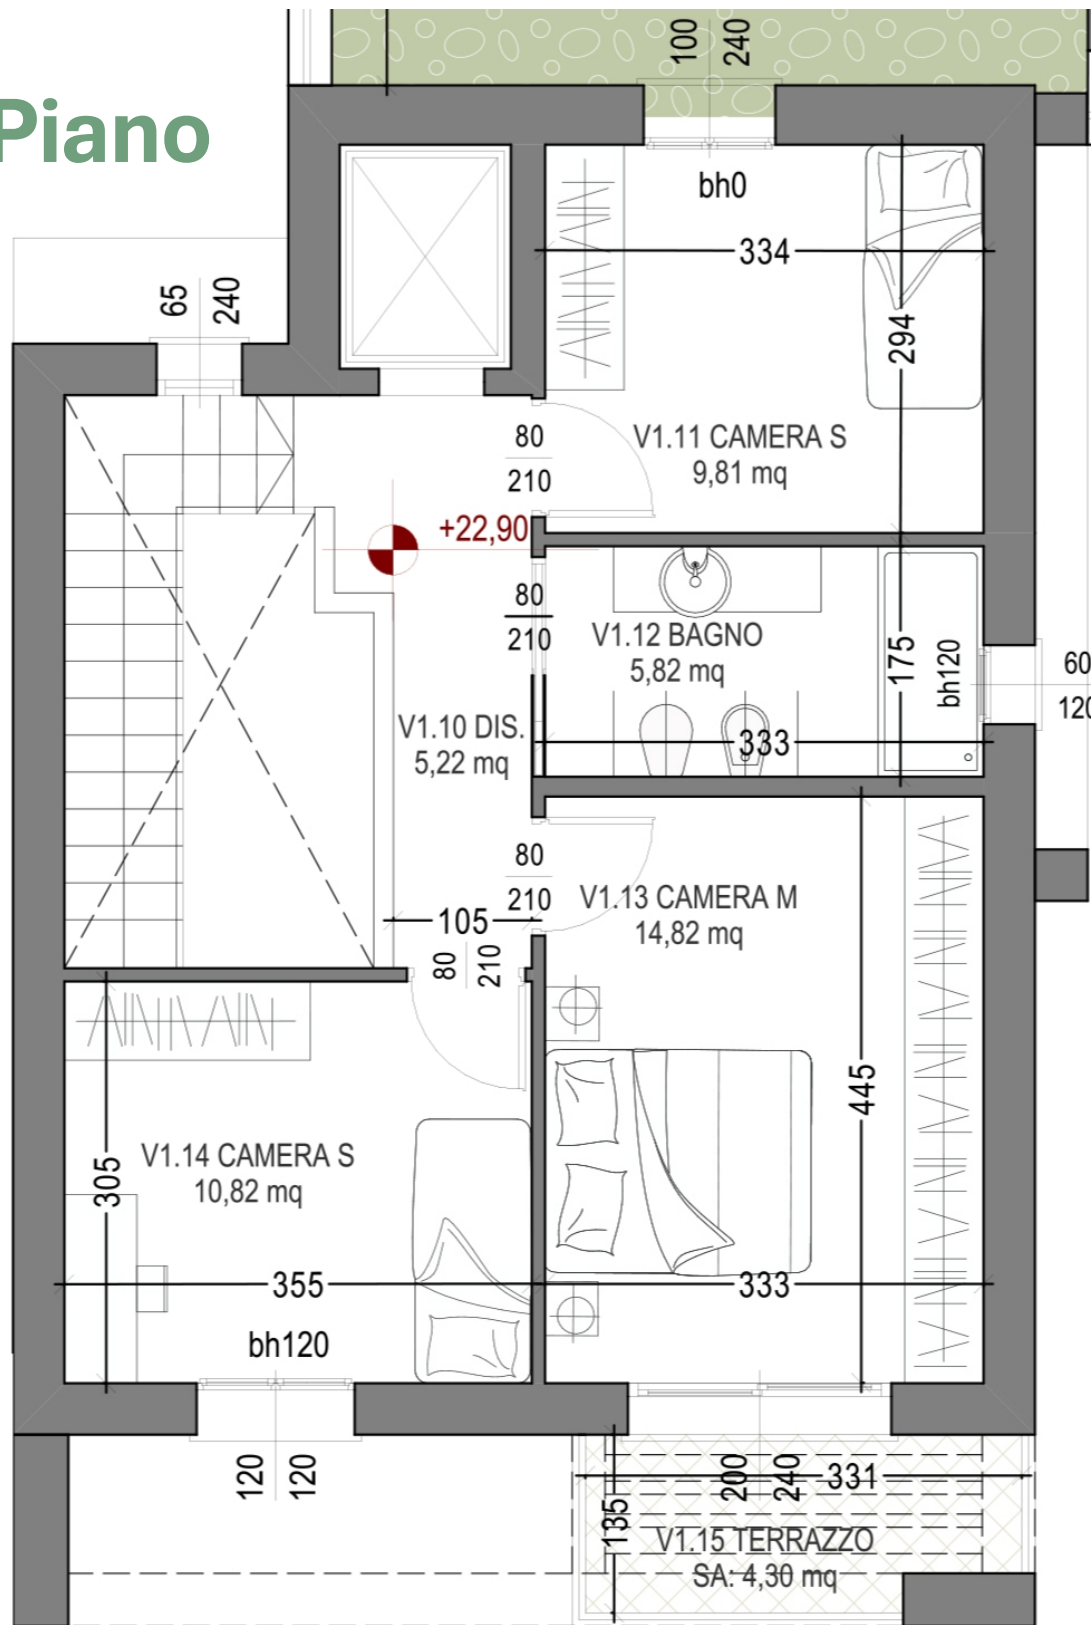 100
240
Piano
bh0
65
240
334
294
80
210
V1.11 CAMERA S
9,81 mq
+22,90
80
210
V1.12 BAGNO
5,82 mq
175
bh120
60
120
V1.10 DIS.
5,22 mq
333
80
210
V1.13 CAMERA M
14,82 mq
105
80
210
445
V1.14 CAMERA S
10,82 mq
305
355
333
bh120
120
120
200
240
331
135
V1.15 TERRAZZO
SA: 4,30 mq